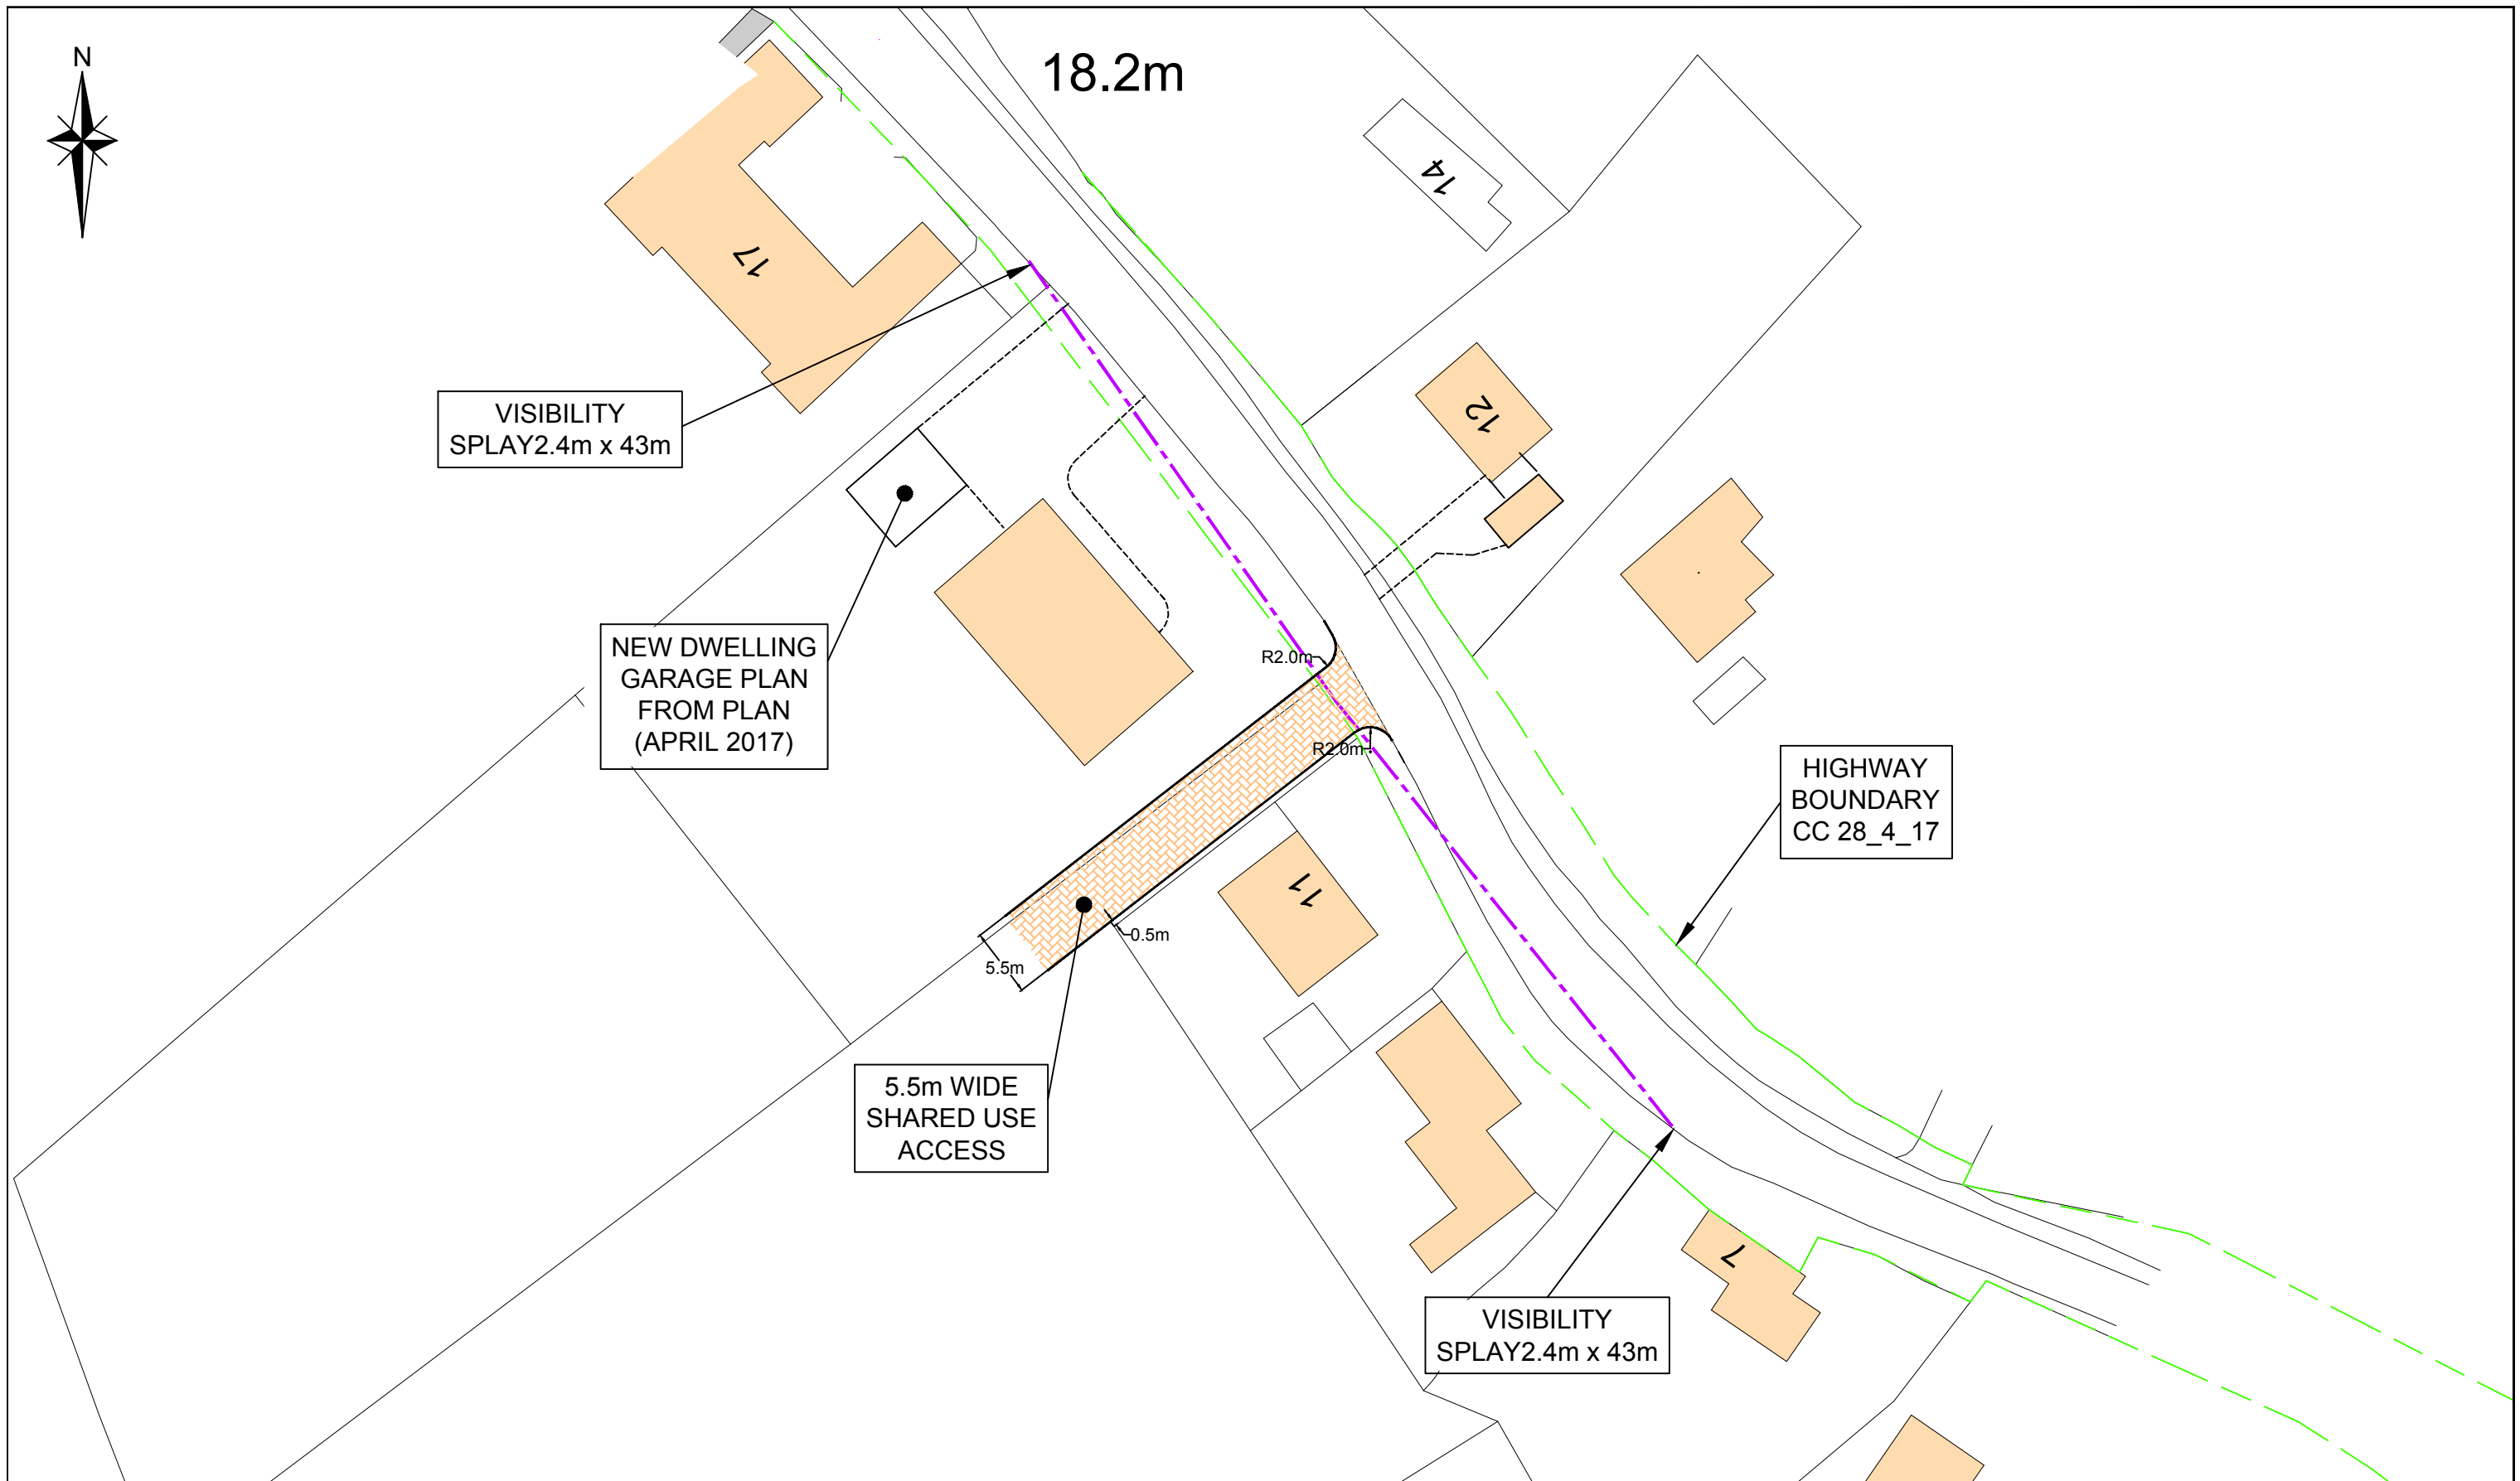 N
18.2m
14
17
12
VISIBILITY
SPLAY2.4m x 43m
NEW DWELLING
GARAGE PLAN
FROM PLAN
(APRIL 2017)
R2.0m
R2.0m
HIGHWAY
BOUNDARY
CC 28_4_17
11
0.5m
5.5m
5.5m WIDE
SHARED USE
ACCESS
7
VISIBILITY
SPLAY2.4m x 43m